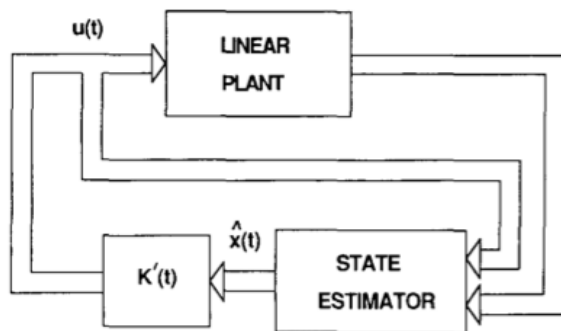 u(t)
LINEAR
PLANT
x̂(t)
K′(t)
STATE
ESTIMATOR